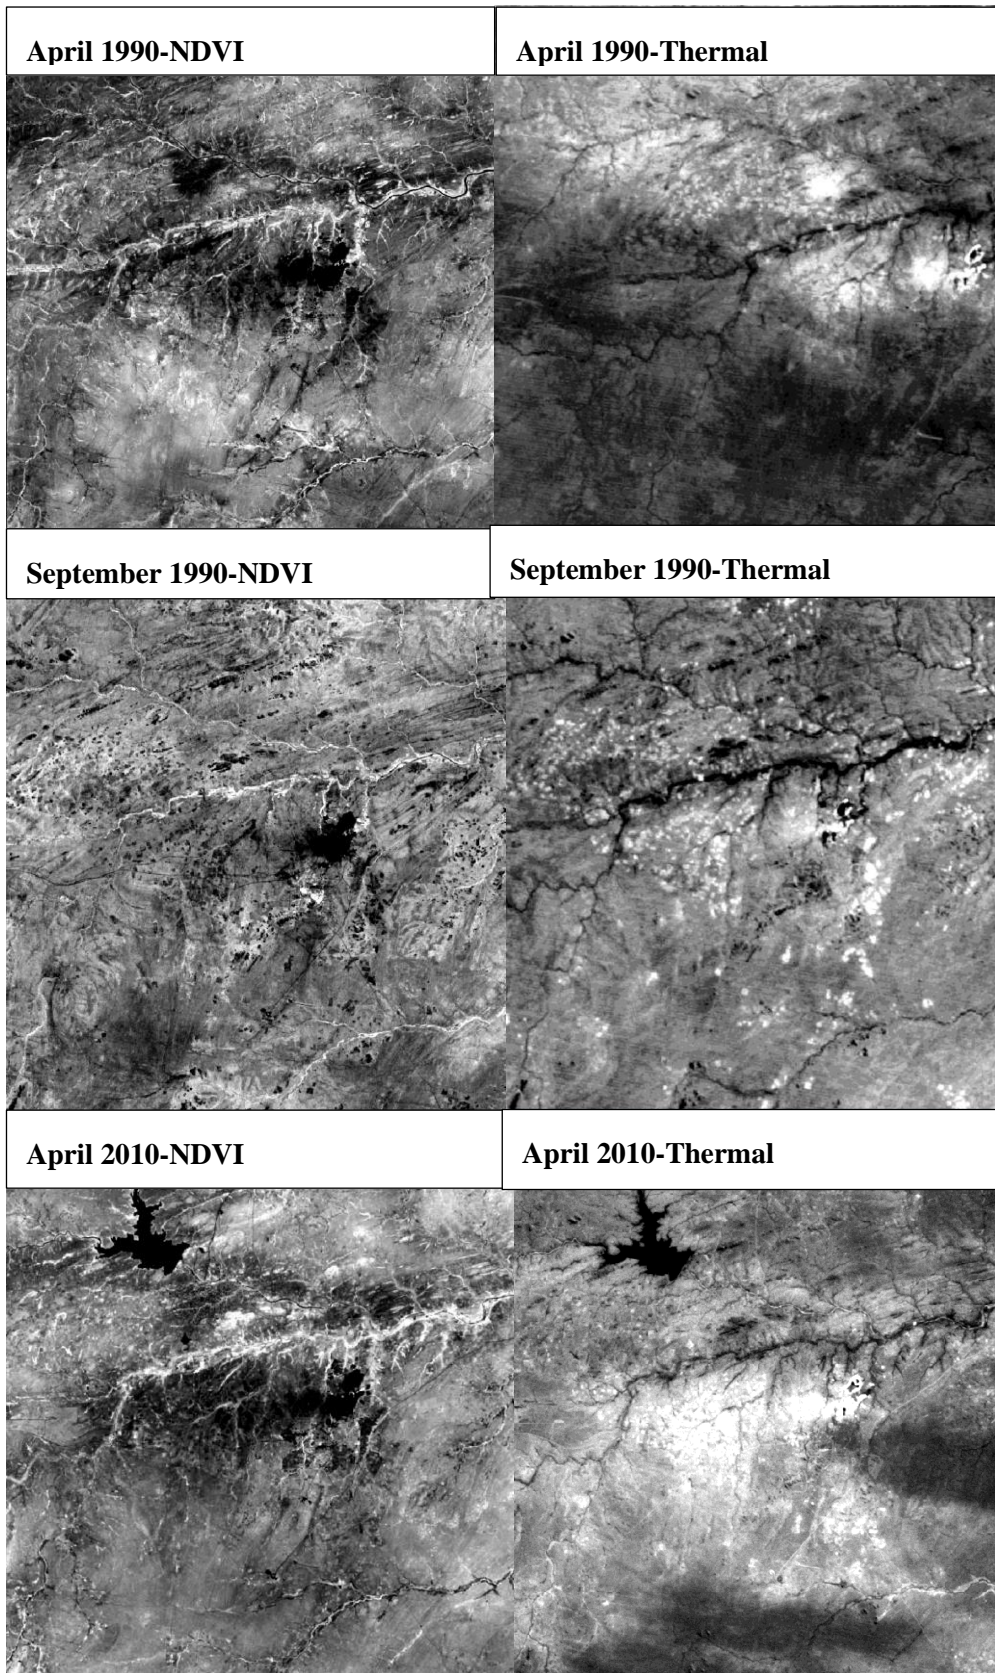 April 1990-NDVI
April 1990-Thermal
September 1990-NDVI
September 1990-Thermal
April 2010-NDVI
April 2010-Thermal